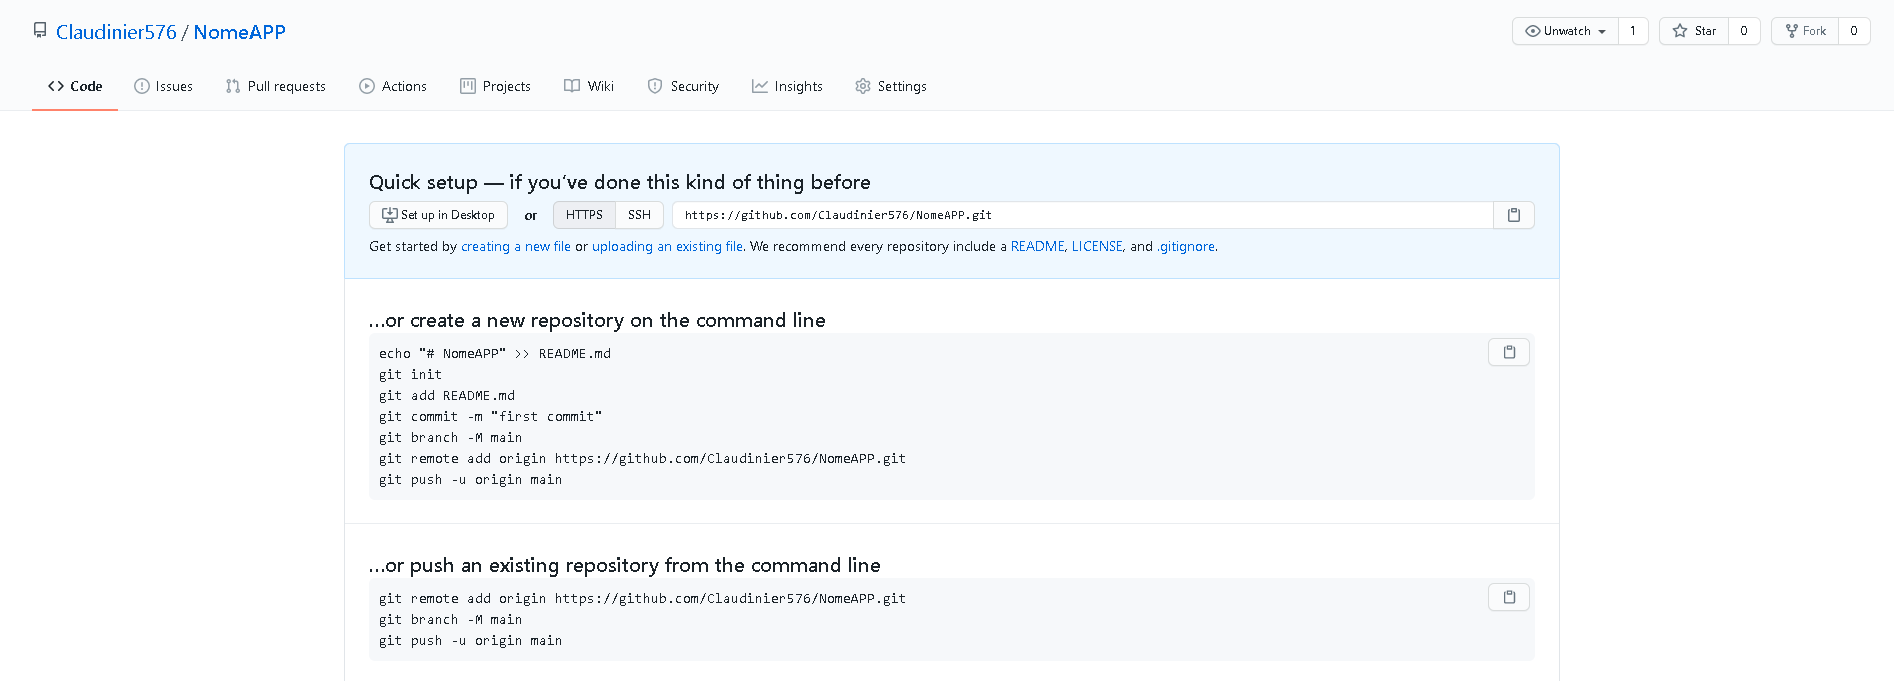 Claudinier576 / NomeAPP
Unwatch 1 Star 0 Fork 0
Code Issues Pull requests Actions Projects Wiki Security Insights Settings
Quick setup — if you've done this kind of thing before
Set up in Desktop or HTTPS SSH https://github.com/Claudinier576/NomeAPP.git
Get started by creating a new file or uploading an existing file. We recommend every repository include a README, LICENSE, and .gitignore.
…or create a new repository on the command line
echo "# NomeAPP" >> README.md
git init
git add README.md
git commit -m "first commit"
git branch -M main
git remote add origin https://github.com/Claudinier576/NomeAPP.git
git push -u origin main
…or push an existing repository from the command line
git remote add origin https://github.com/Claudinier576/NomeAPP.git
git branch -M main
git push -u origin main